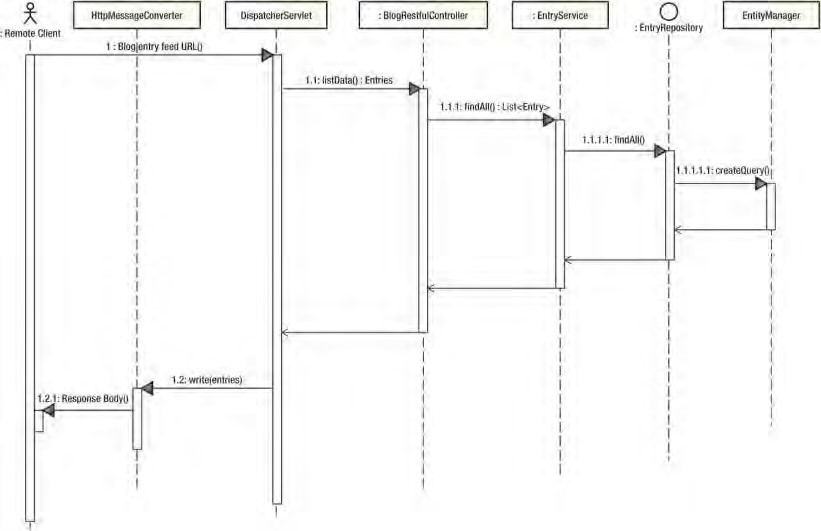 : Remote Client
HttpMessageConverter
DispatcherServlet
: BlogRestfulController
: EntryService
: EntryRepository
EntityManager
1 : Blog entry feed URL()
1.1: listData() : Entries
1.1.1: findAll() : List<Entry>
1.1.1.1: findAll()
1.1.1.1.1: createQuery()
1.2: write(entries)
1.2.1: Response Body()